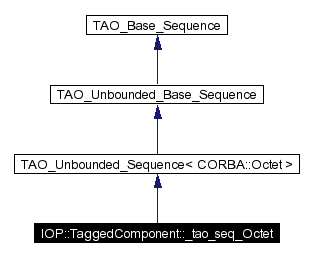 TAO_Base_Sequence
TAO_Unbounded_Base_Sequence
TAO_Unbounded_Sequence< CORBA::Octet >
IOP::TaggedComponent::_tao_seq_Octet